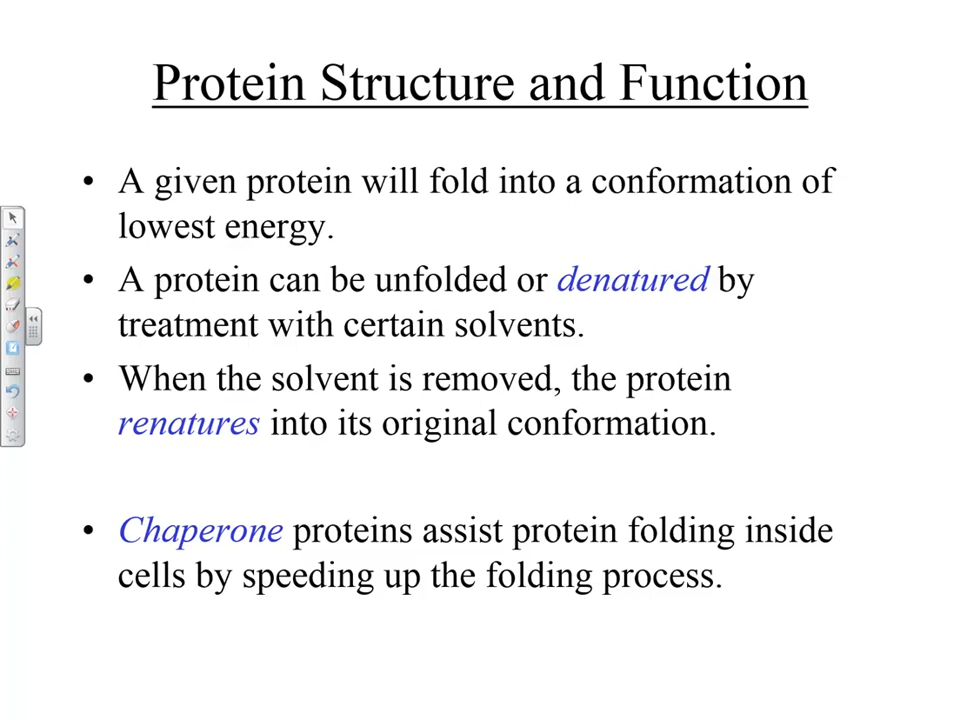 Protein Structure and Function
• A given protein will fold into a conformation of
lowest energy.
• A protein can be unfolded or denatured by
treatment with certain solvents.
• When the solvent is removed, the protein
renatures into its original conformation.
• Chaperone proteins assist protein folding inside
cells by speeding up the folding process.